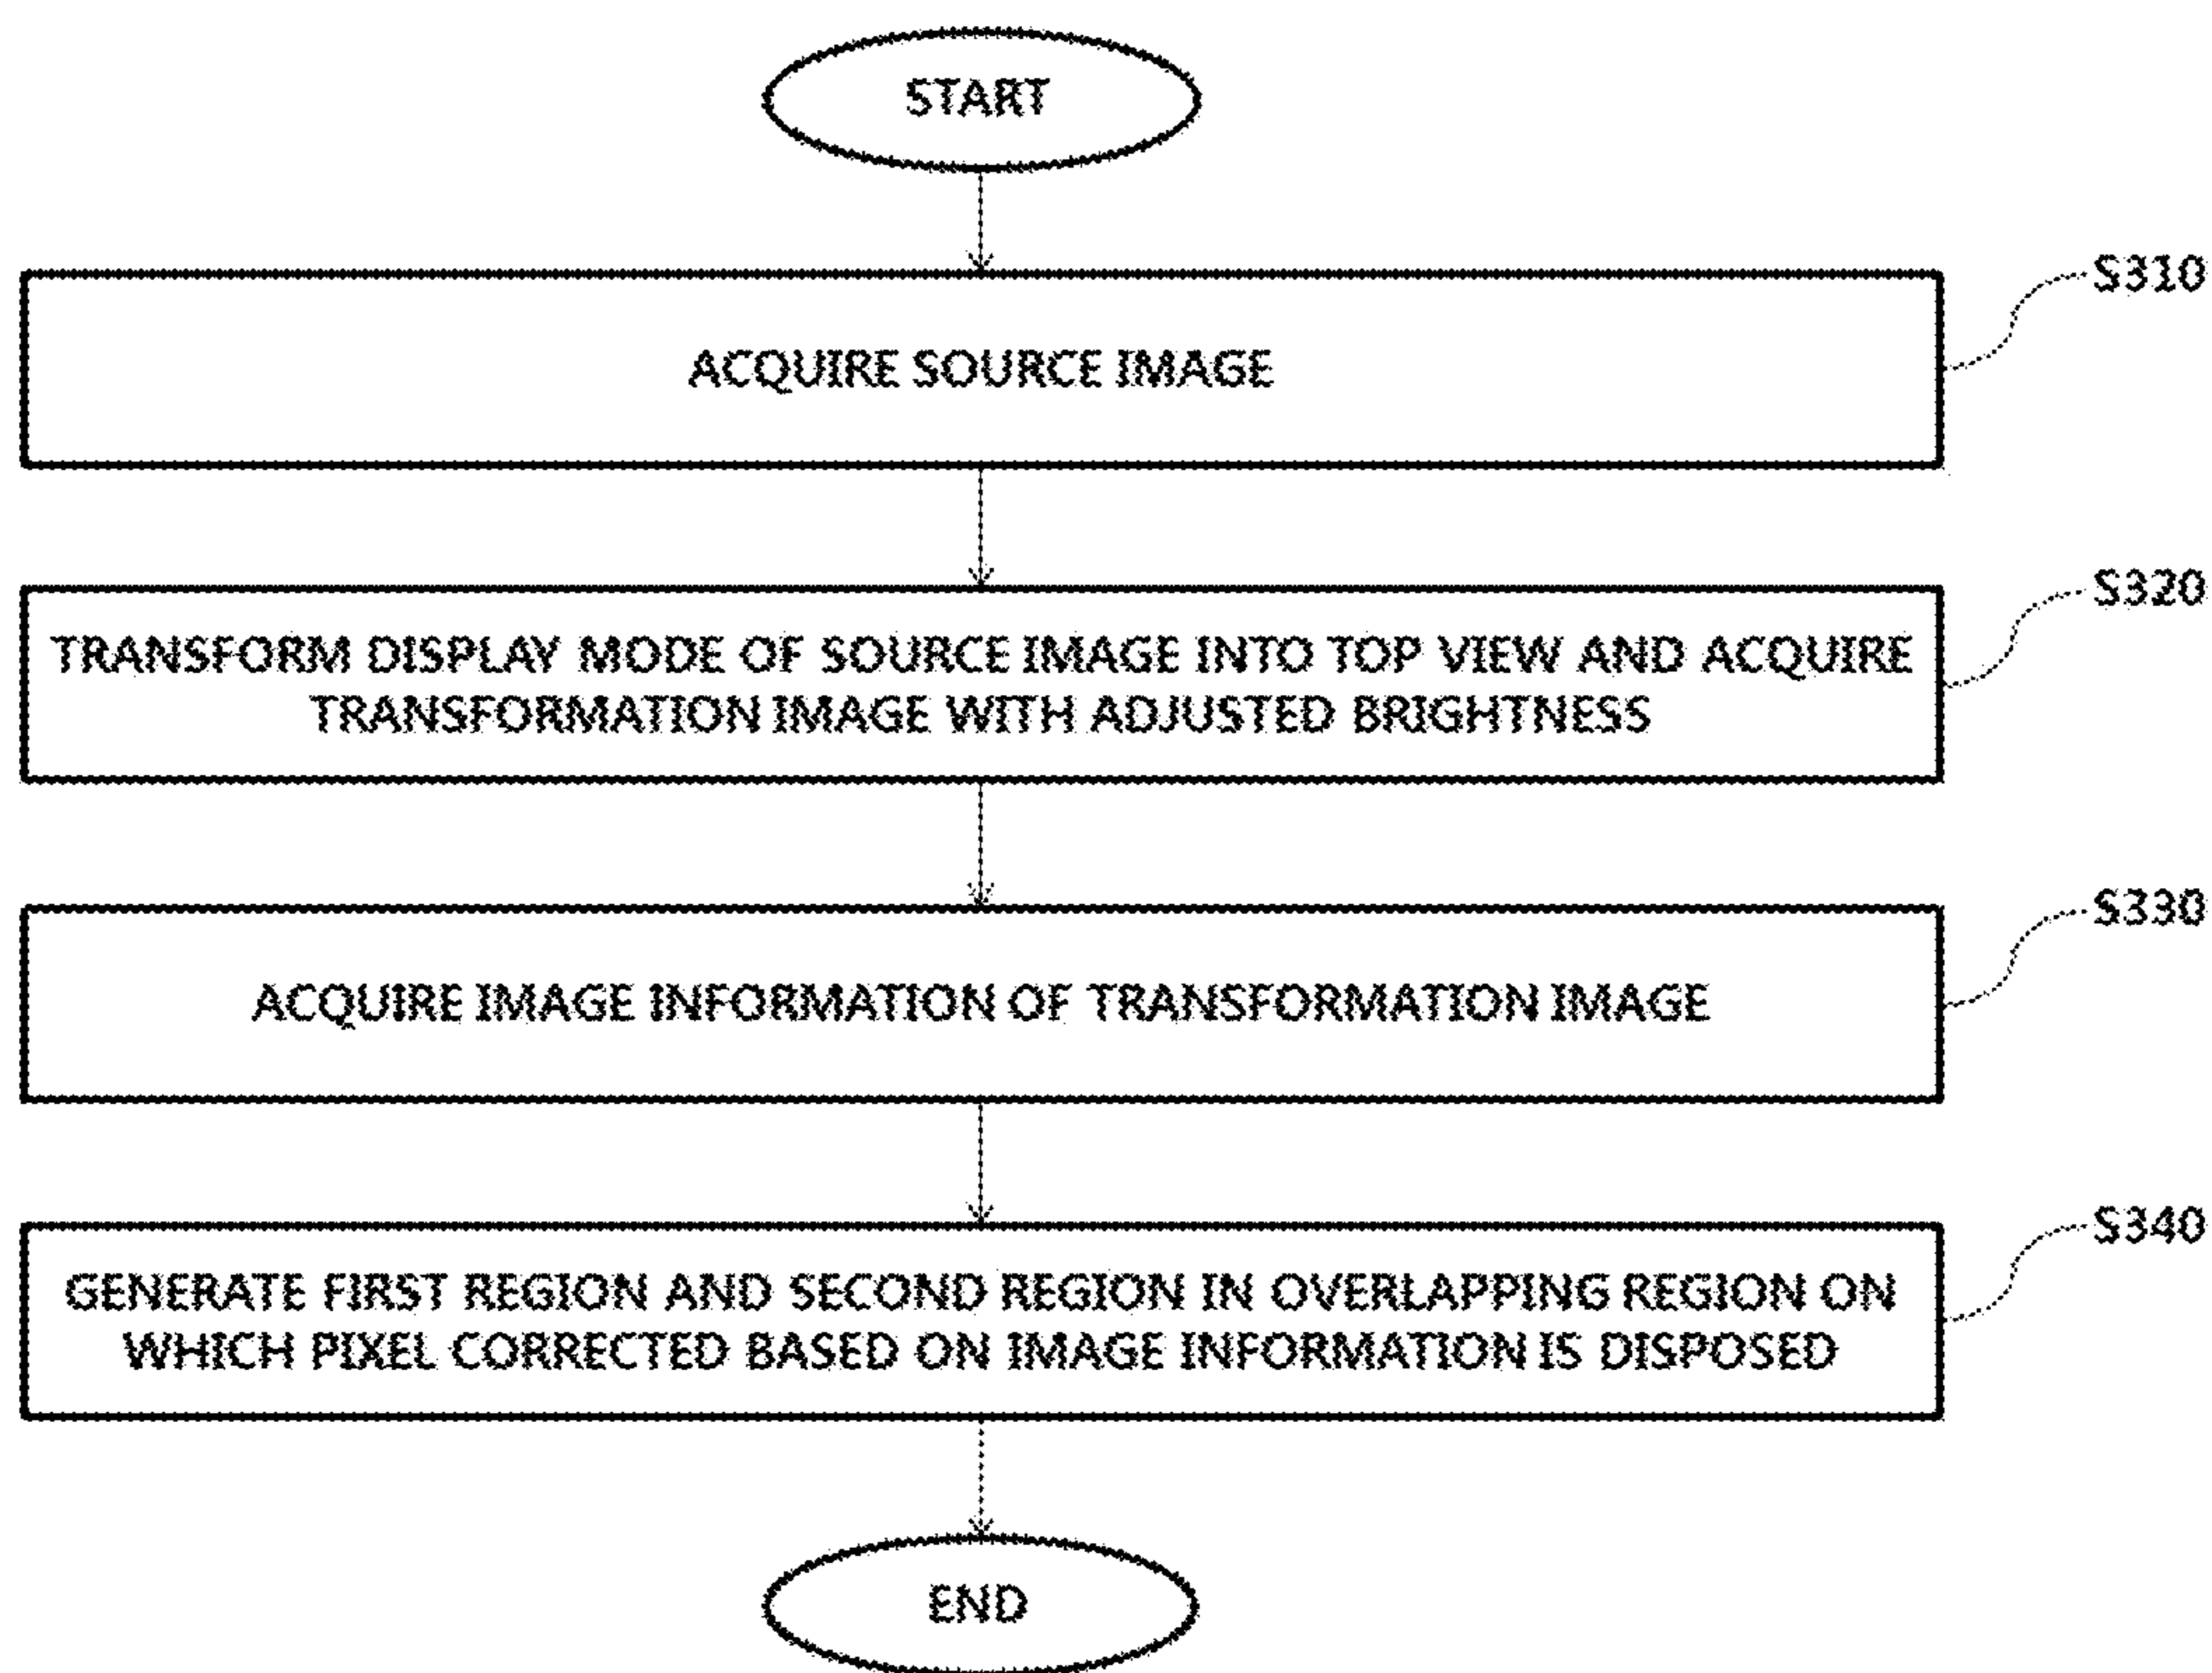 START
S310
ACQUIRE SOURCE IMAGE
S320
TRANSFORM DISPLAY MODE OF SOURCE IMAGE INTO TOP VIEW AND ACQUIRE
TRANSFORMATION IMAGE WITH ADJUSTED BRIGHTNESS
S330
ACQUIRE IMAGE INFORMATION OF TRANSFORMATION IMAGE
S340
GENERATE FIRST REGION AND SECOND REGION IN OVERLAPPING REGION ON
WHICH PIXEL CORRECTED BASED ON IMAGE INFORMATION IS DISPOSED
END